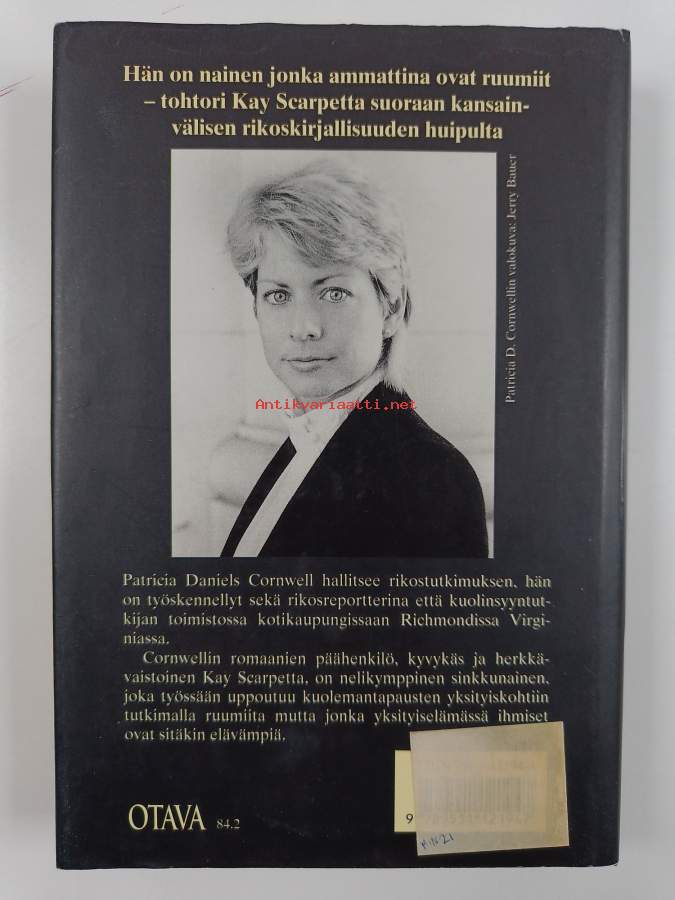 Hän on nainen jonka ammattina ovat ruumiit
– tohtori Kay Scarpetta suoraan kansain-
välisen rikoskirjallisuuden huipulta
Patricia D. Cornwellin valokuva: Jerry Bauer
Antikvariaatti.net
Patricia Daniels Cornwell hallitsee rikostutkimuksen, hän
on työskennellyt sekä rikosreportterina että kuolinsyyntut-
kijan toimistossa kotikaupungissaan Richmondissa Virgi-
niassa.
Cornwellin romaanien päähenkilö, kyvykäs ja herkkä-
vaistoinen Kay Scarpetta, on nelikymppinen sinkkunainen,
joka työssään uppoutuu kuolemantapausten yksityiskohtiin
tutkimalla ruumiita mutta jonka yksityiselämässä ihmiset
ovat sitäkin elävämpiä.
OTAVA 84.2
9